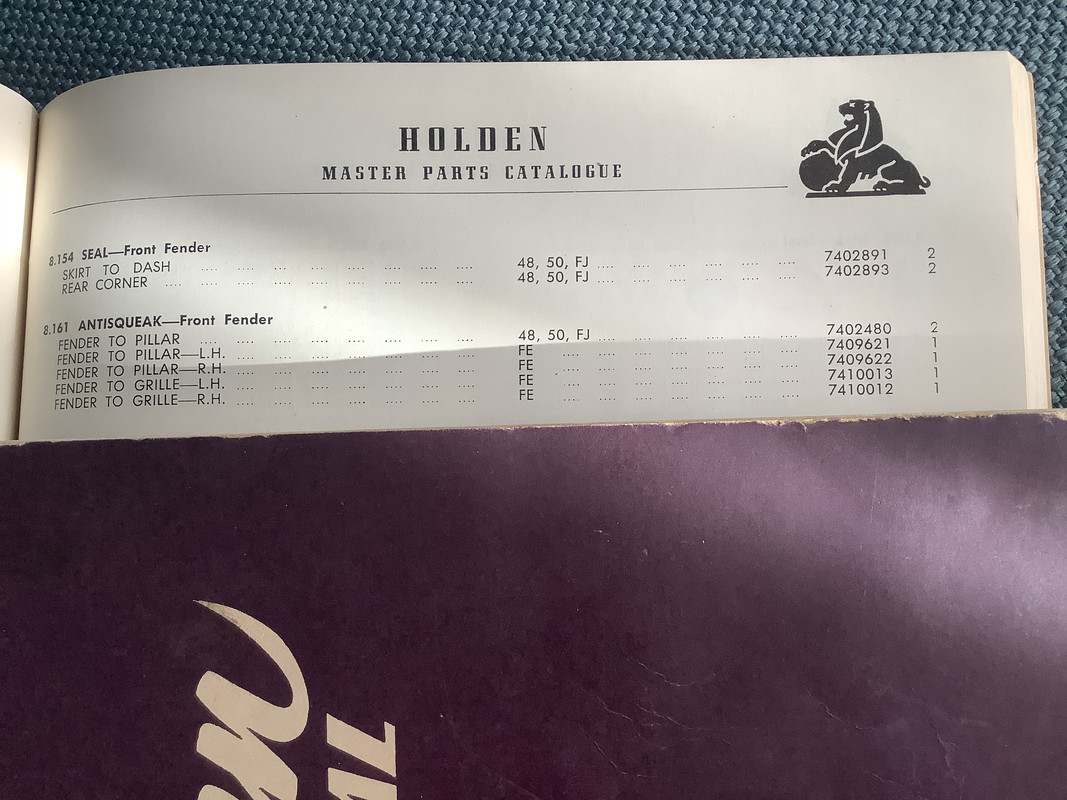 HOLDEN
MASTER PARTS CATALOGUE
8.154 SEAL—Front Fender
SKIRT TO DASH .... .... .... .... .... .... .... 48, 50, FJ .... .... .... .... .... .... 7402891 2
REAR CORNER .... .... .... .... .... .... .... .... 48, 50, FJ .... .... .... .... .... .... 7402893 2
8.161 ANTISQUEAK—Front Fender
FENDER TO PILLAR .... .... .... .... .... .... .... 48, 50, FJ .... .... .... .... .... .... 7402480 2
FENDER TO PILLAR—L.H. .... .... .... .... .... .... .... FE .... .... .... .... .... .... 7409621 1
FENDER TO PILLAR—R.H. .... .... .... .... .... .... .... FE .... .... .... .... .... .... 7409622 1
FENDER TO GRILLE—L.H. .... .... .... .... .... .... .... FE .... .... .... .... .... .... 7410013 1
FENDER TO GRILLE—R.H. .... .... .... .... .... .... .... FE .... .... .... .... .... .... 7410012 1